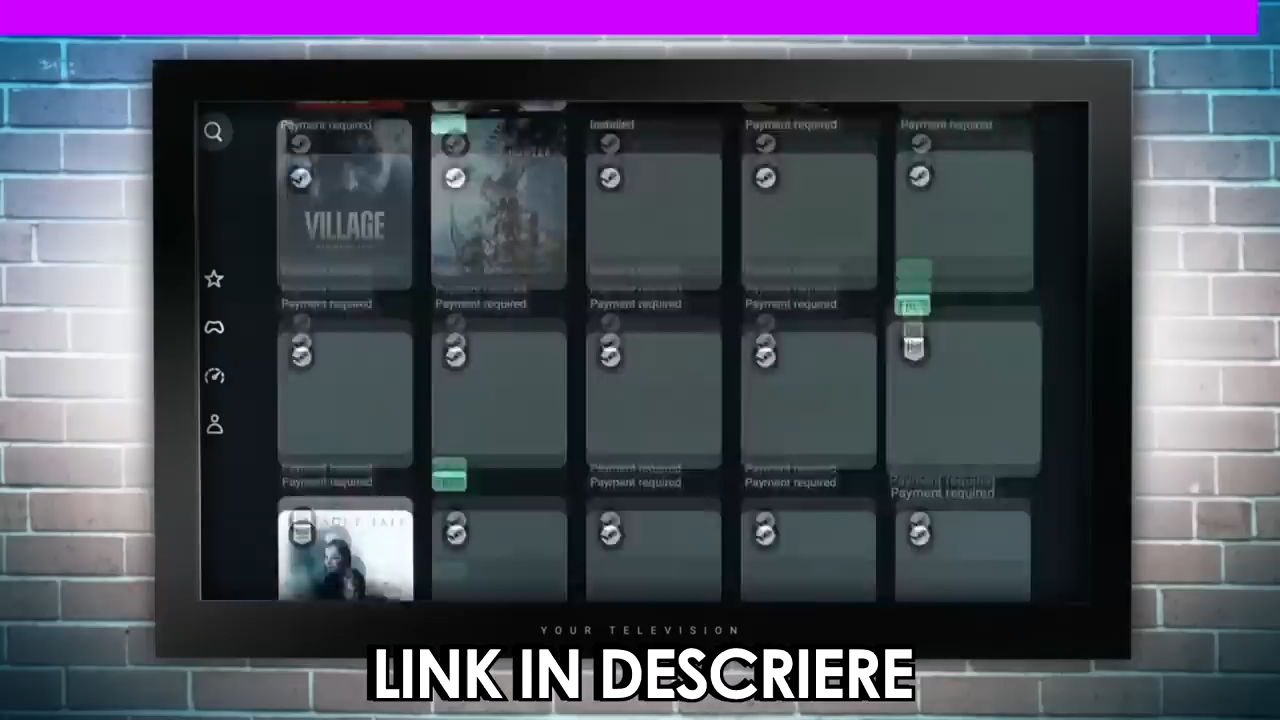 Payment required
Installed
Payment required
Payment required
VILLAGE
Payment required
Payment required
Payment required
Payment required
Payment required
Payment required
Payment required
Payment required
YOUR TELEVISION
LINK IN DESCRIERE